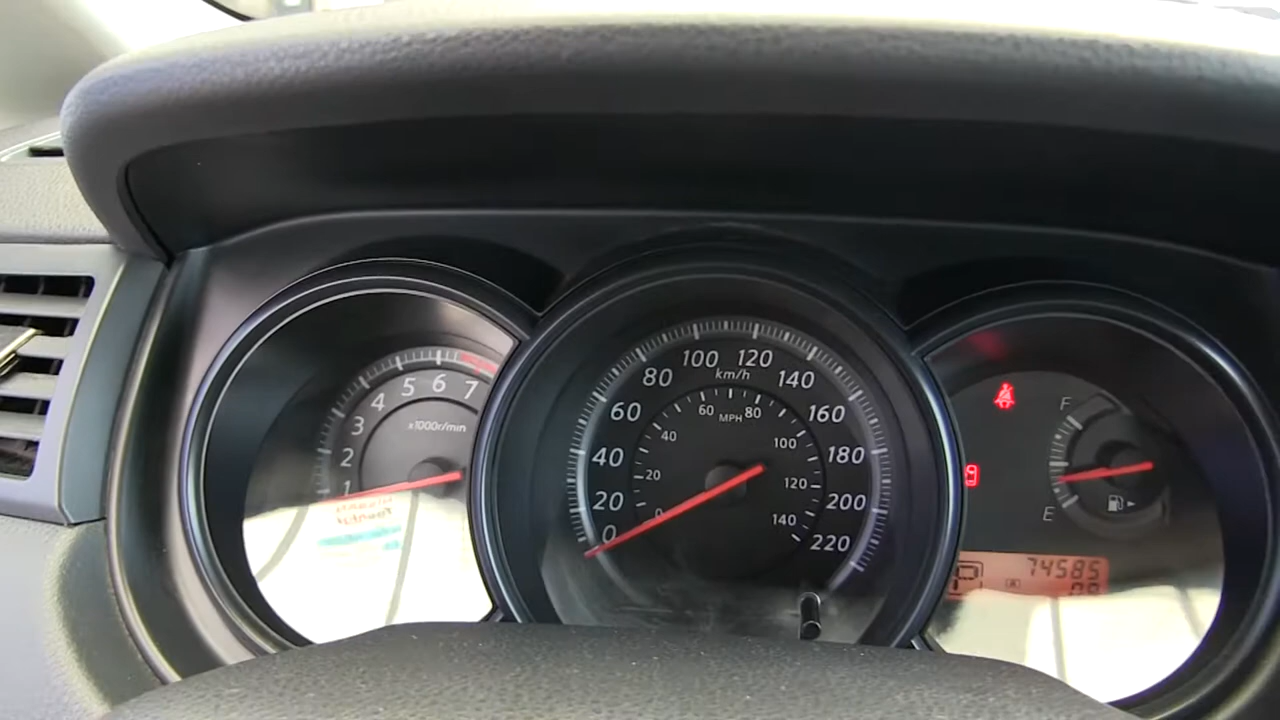 1 2 3 4 5 6 7
x1000r/min
0 20 40 60 80 100 120 140 160 180 200 220
km/h
0 20 40 60 80 100 120 140
MPH
F
E
P
A
74585